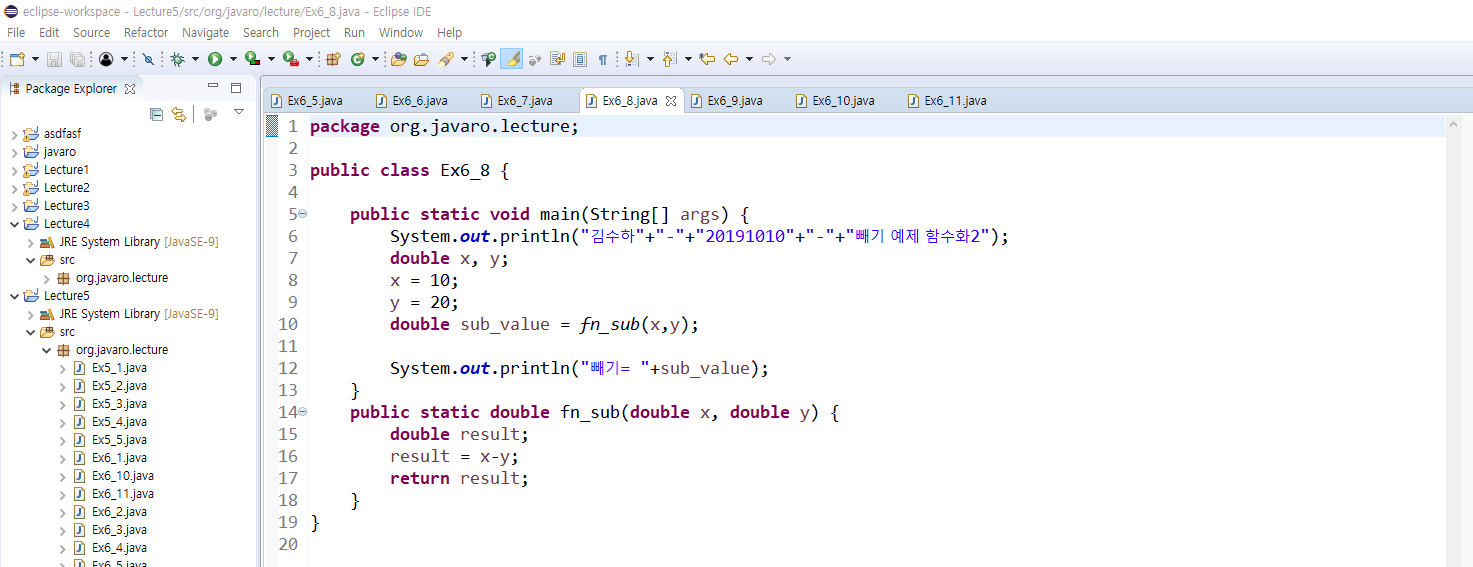 eclipse-workspace - Lecture5/src/org/javaro/lecture/Ex6_8.java - Eclipse IDE
File Edit Source Refactor Navigate Search Project Run Window Help
Package Explorer
asdfasf
javaro
Lecture1
Lecture2
Lecture3
Lecture4
JRE System Library [JavaSE-9]
src
org.javaro.lecture
Lecture5
JRE System Library [JavaSE-9]
src
org.javaro.lecture
Ex5_1.java
Ex5_2.java
Ex5_3.java
Ex5_4.java
Ex5_5.java
Ex6_1.java
Ex6_10.java
Ex6_11.java
Ex6_2.java
Ex6_3.java
Ex6_4.java
Ex6_5.java
Ex6_5.java Ex6_6.java Ex6_7.java Ex6_8.java Ex6_9.java Ex6_10.java Ex6_11.java
1 package org.javaro.lecture;
2
3 public class Ex6_8 {
4
5 public static void main(String[] args) {
6 System.out.println("김수하"+"-"+"20191010"+"-"+"빼기 예제 함수화2");
7 double x, y;
8 x = 10;
9 y = 20;
10 double sub_value = fn_sub(x,y);
11
12 System.out.println("빼기= "+sub_value);
13 }
14 public static double fn_sub(double x, double y) {
15 double result;
16 result = x-y;
17 return result;
18 }
19 }
20